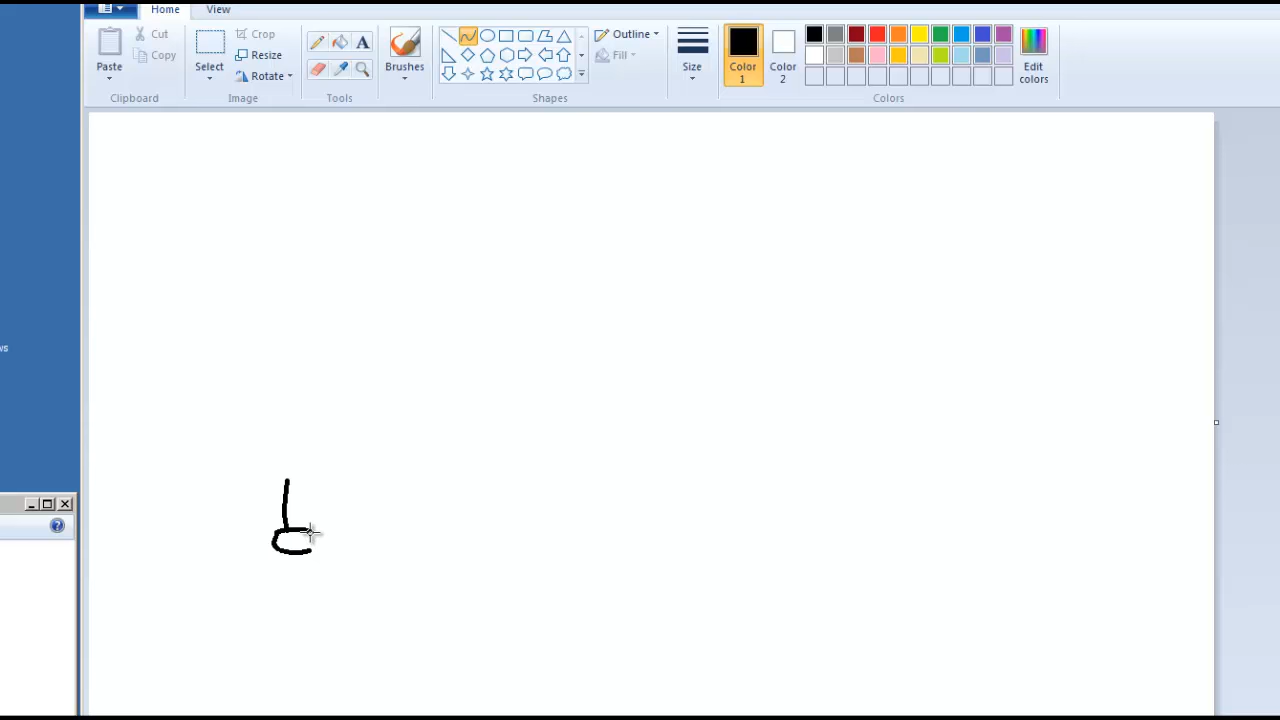 Home View
Paste
Cut
Copy
Clipboard
Select
Crop
Resize
Rotate
Image
A
Tools
Brushes
Shapes
Outline
Fill
Size
Color
1
Color
2
Edit
colors
Colors
ws